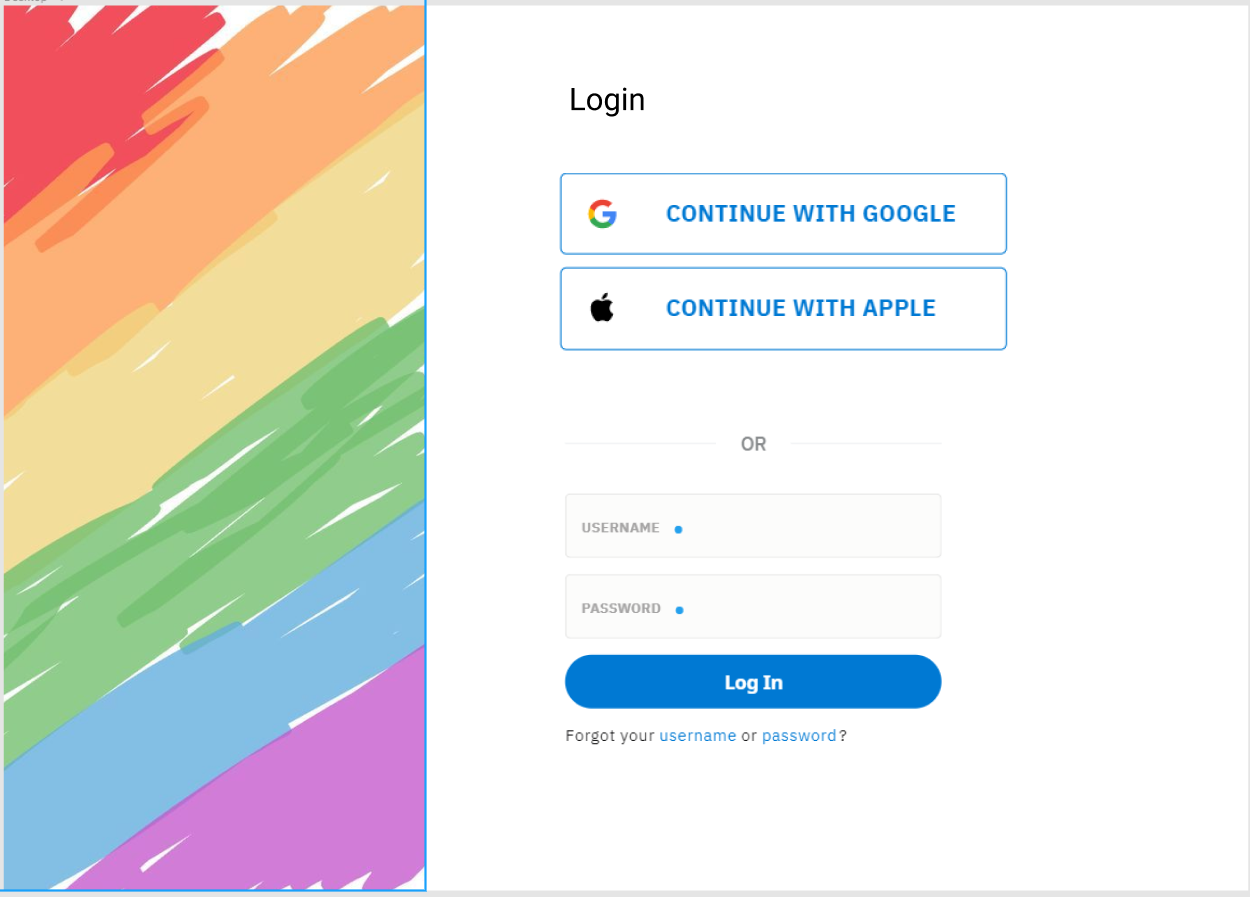 Login
CONTINUE WITH GOOGLE
CONTINUE WITH APPLE
OR
USERNAME
PASSWORD
Log In
Forgot your username or password?